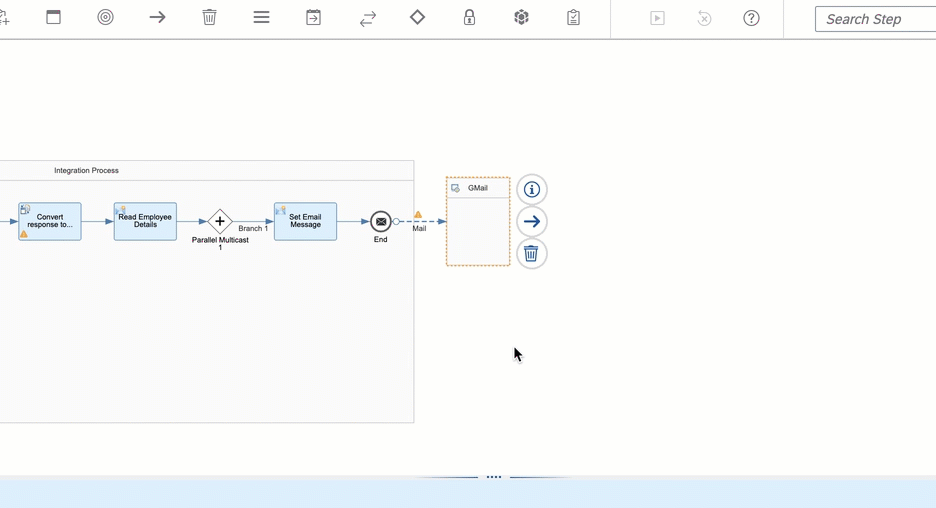 Search Step
Integration Process
GMail
Convert
response to...
Read Employee
Details
Branch 1
Parallel Multicast
1
Set Email
Message
End
Mail